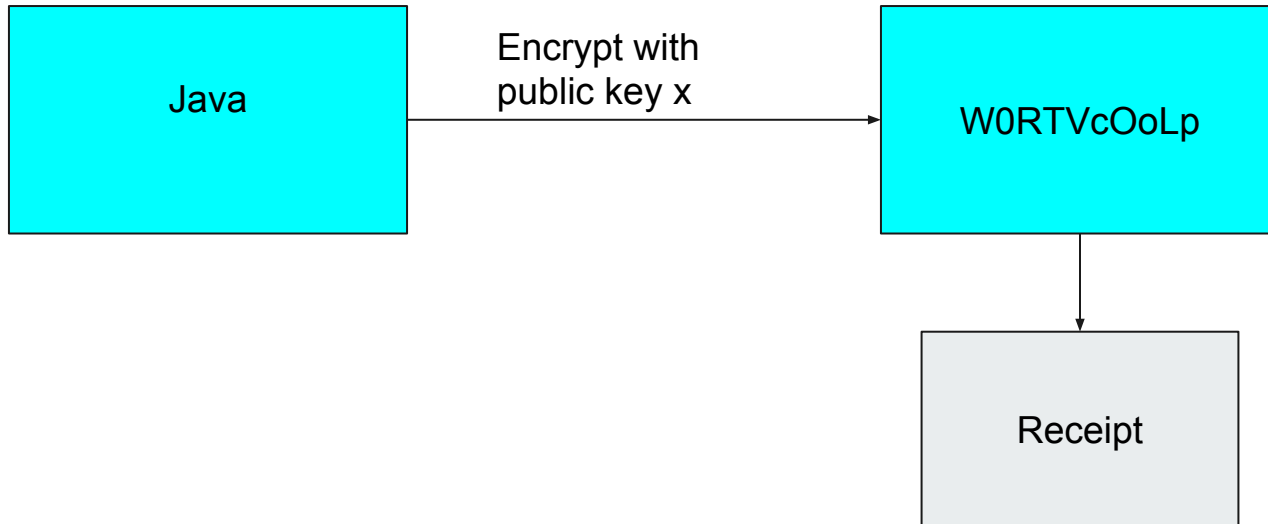 Java
Encrypt with
public key x
W0RTVcOoLp
Receipt